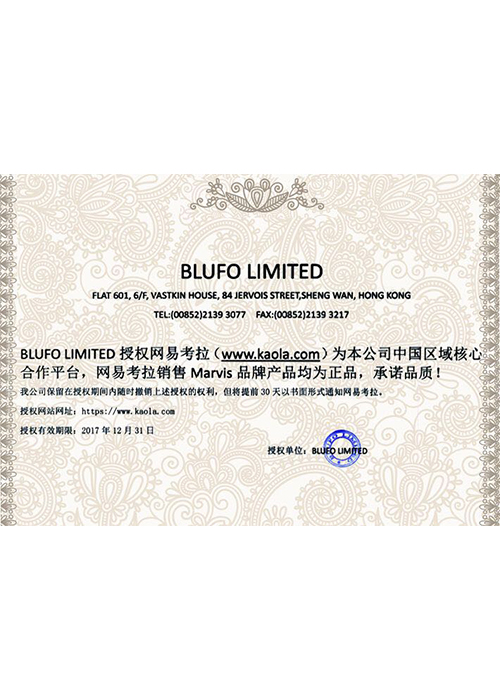 BLUFO LIMITED
FLAT 601, 6/F, VASTKIN HOUSE, 84 JERVOIS STREET,SHENG WAN, HONG KONG
TEL:(00852)2139 3077 FAX:(00852)2139 3217
BLUFO LIMITED 授权网易考拉（www.kaola.com）为本公司中国区域核心
合作平台，网易考拉销售 Marvis 品牌产品均为正品，承诺品质！
我公司保留在授权期间内随时撤销上述授权的权利，但将提前 30 天以书面形式通知网易考拉。
授权网站网址：https://www.kaola.com
授权有效期限：2017 年 12 月 31 日
授权单位：BLUFO LIMITED